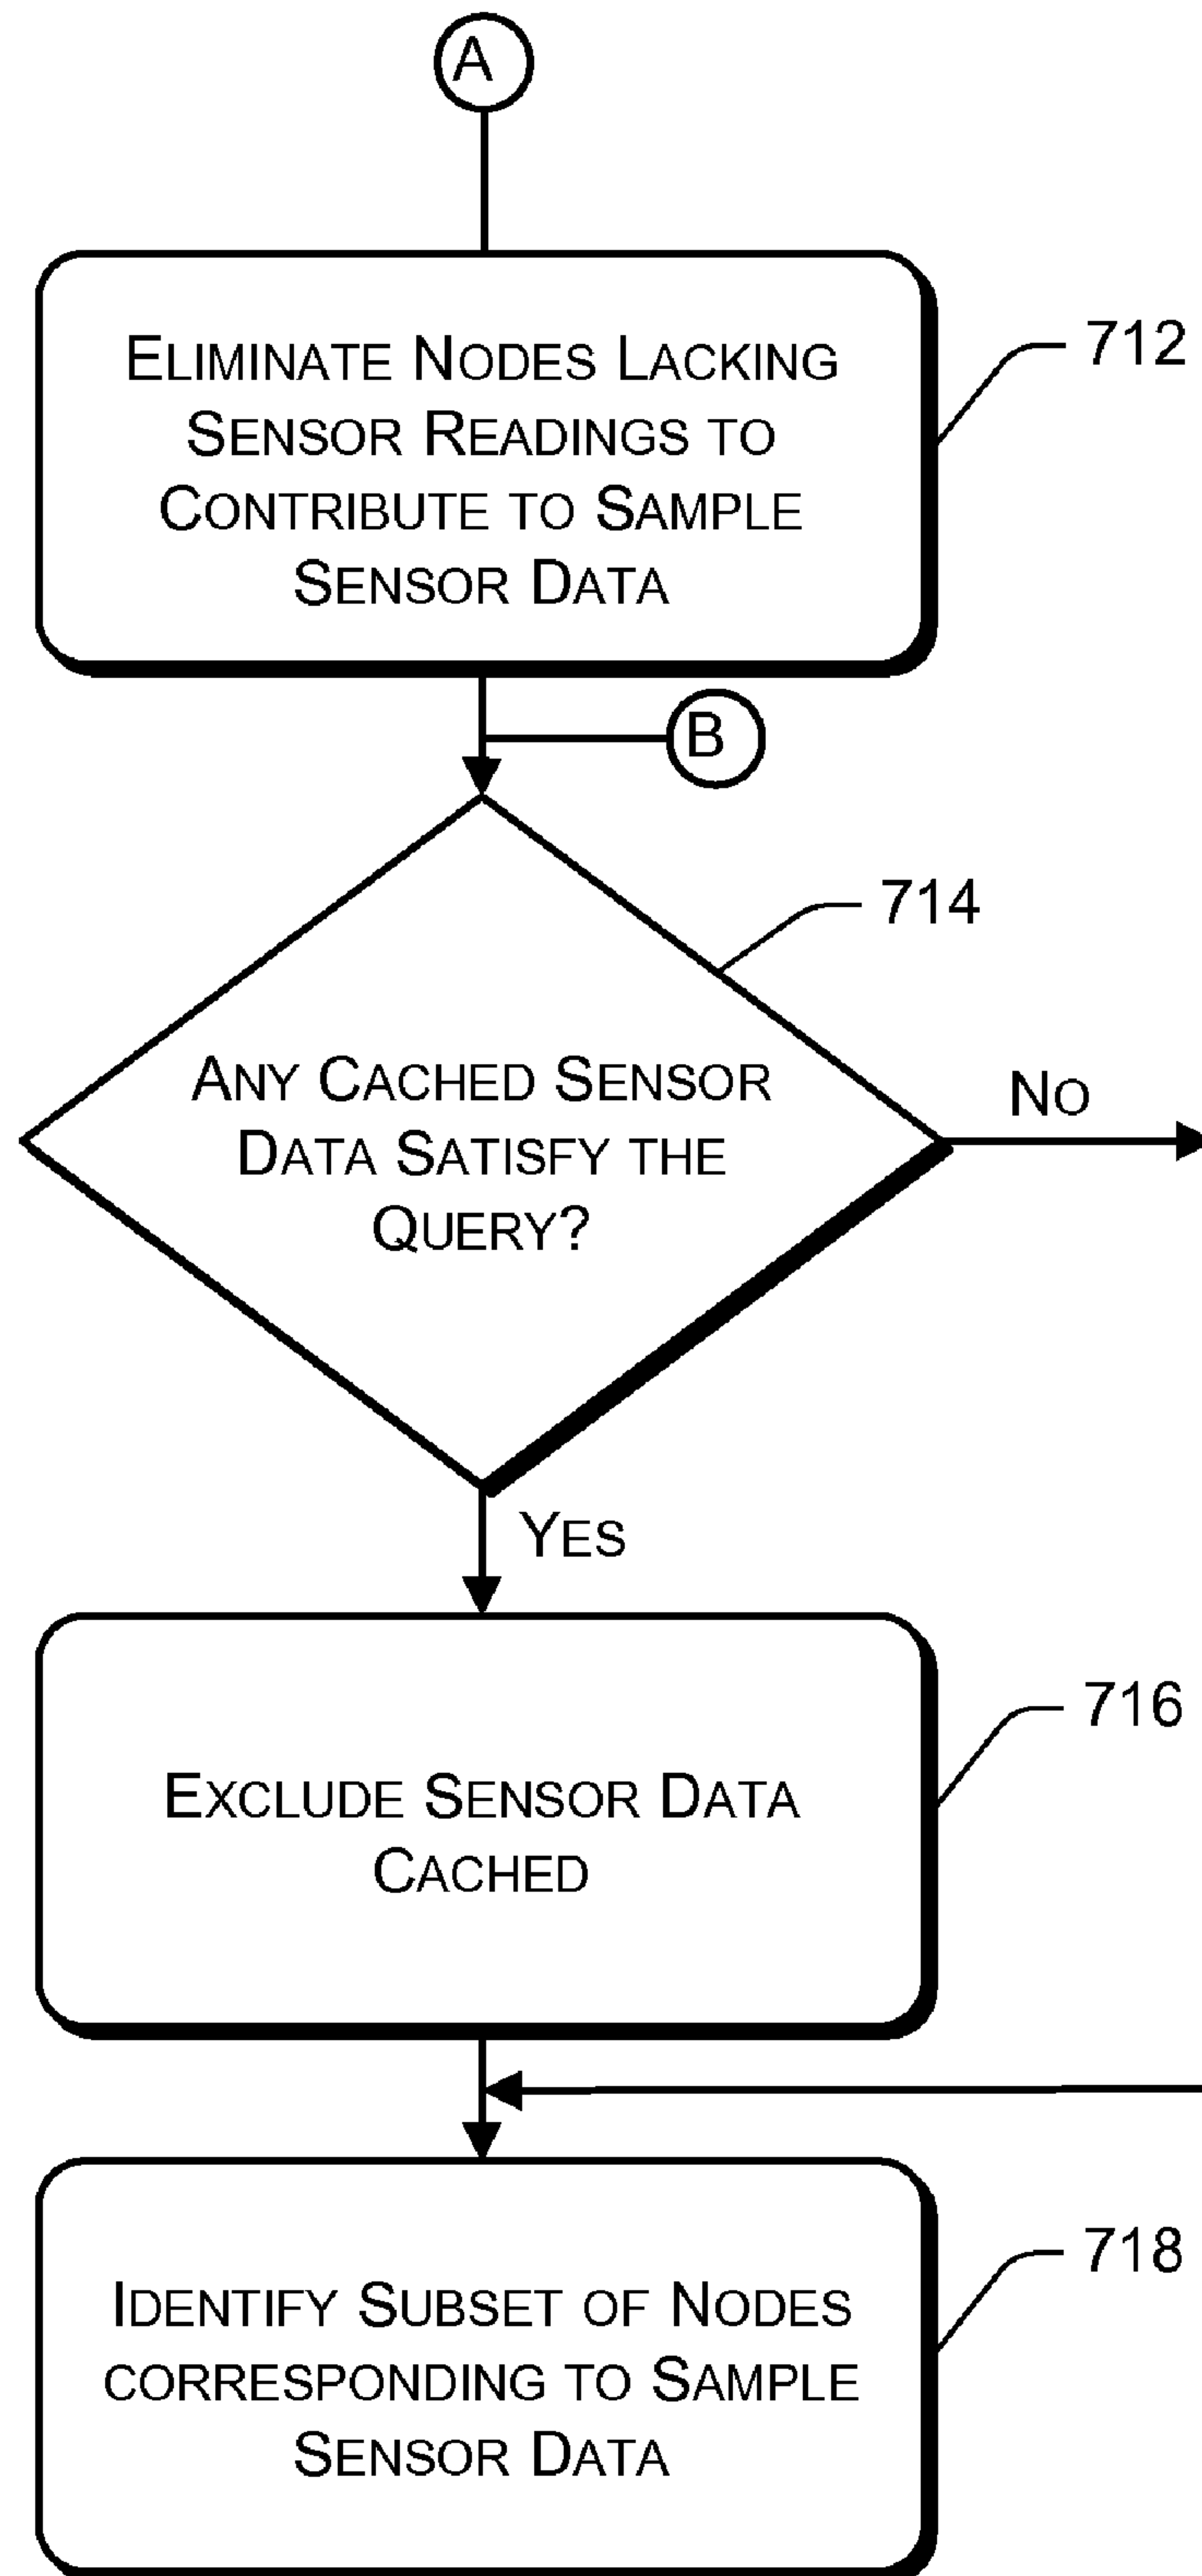 A
ELIMINATE NODES LACKING
SENSOR READINGS TO
CONTRIBUTE TO SAMPLE
SENSOR DATA
712
B
714
ANY CACHED SENSOR
DATA SATISFY THE
QUERY?
NO
YES
EXCLUDE SENSOR DATA
CACHED
716
IDENTIFY SUBSET OF NODES
CORRESPONDING TO SAMPLE
SENSOR DATA
718